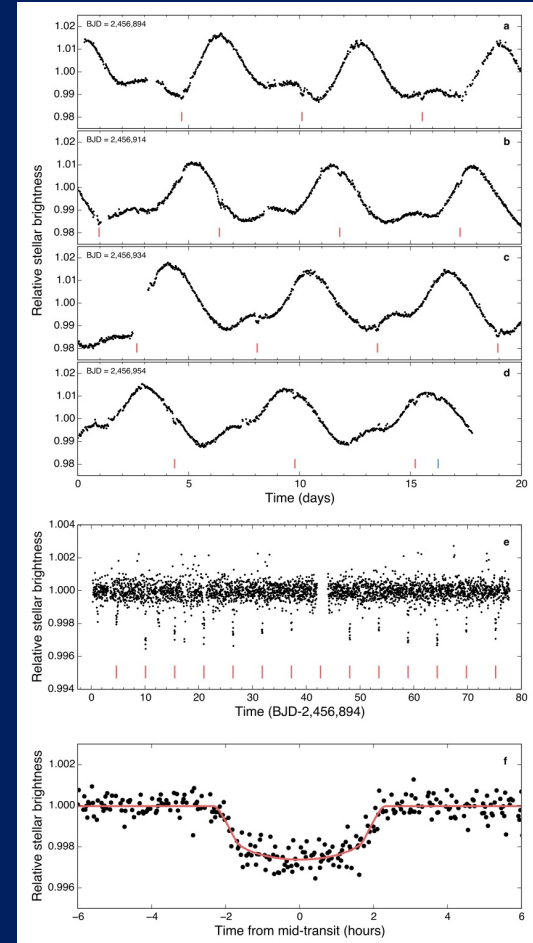 1.02
1.01
1.00
0.99
0.98
BJD = 2,456,894
a
1.02
1.01
1.00
0.99
0.98
BJD = 2,456,914
b
1.02
1.01
1.00
0.99
0.98
BJD = 2,456,934
c
1.02
1.01
1.00
0.99
0.98
BJD = 2,456,954
d
Relative stellar brightness
0 5 10 15 20
Time (days)
1.004
1.002
1.000
0.998
0.996
0.994
e
Relative stellar brightness
0 10 20 30 40 50 60 70 80
Time (BJD-2,456,894)
1.002
1.000
0.998
0.996
f
Relative stellar brightness
−6 −4 −2 0 2 4 6
Time from mid-transit (hours)